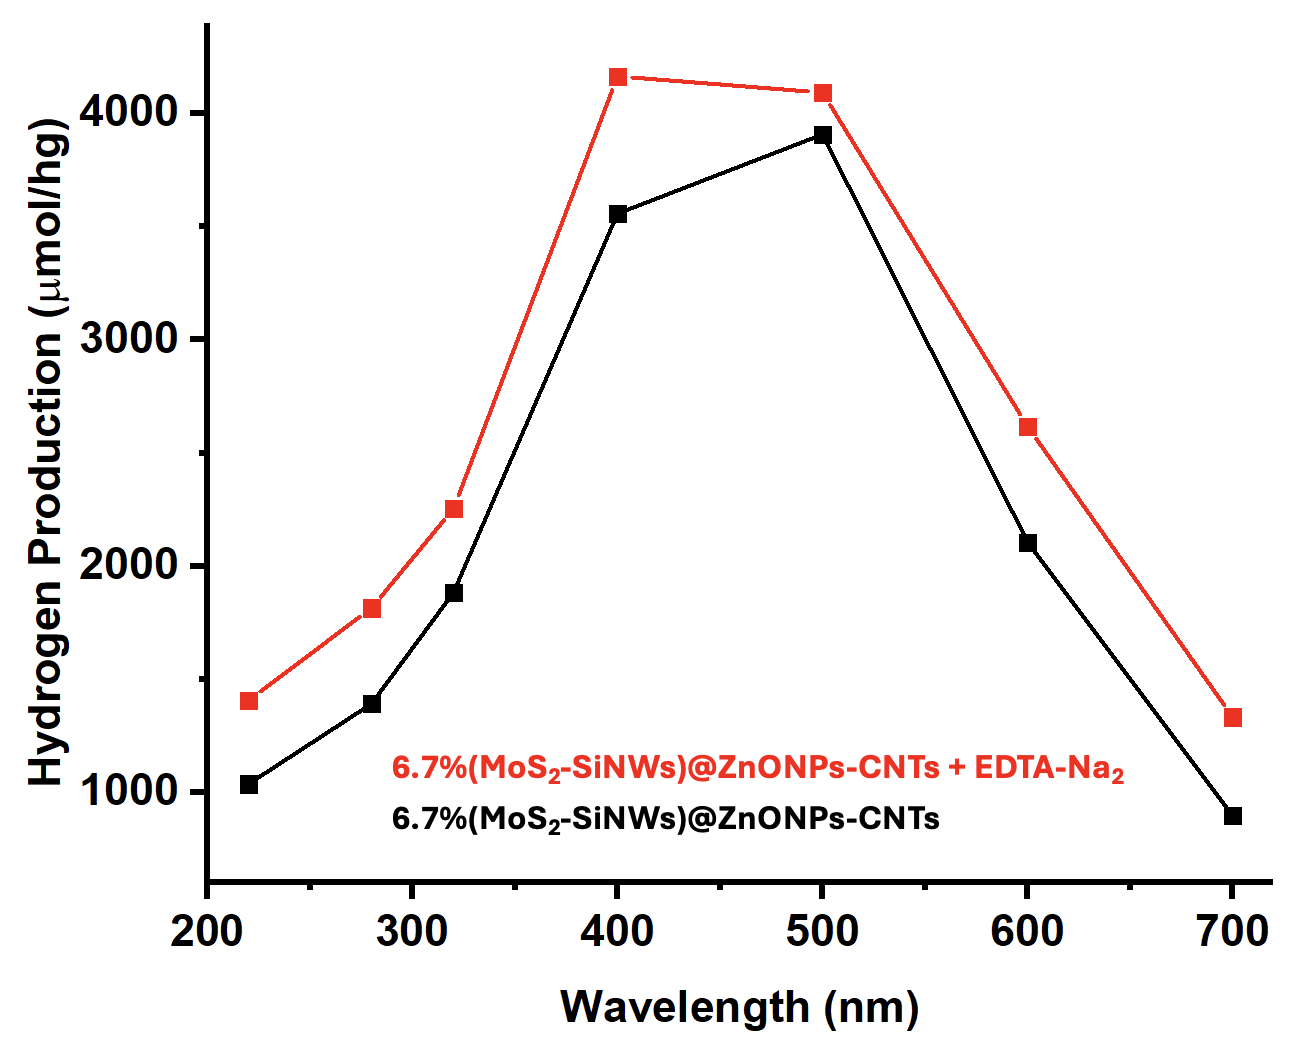 4000
3000
2000
1000
Hydrogen Production (μmol/hg)
6.7%(MoS₂-SiNWs)@ZnONPs-CNTs + EDTA-Na₂
6.7%(MoS₂-SiNWs)@ZnONPs-CNTs
200 300 400 500 600 700
Wavelength (nm)